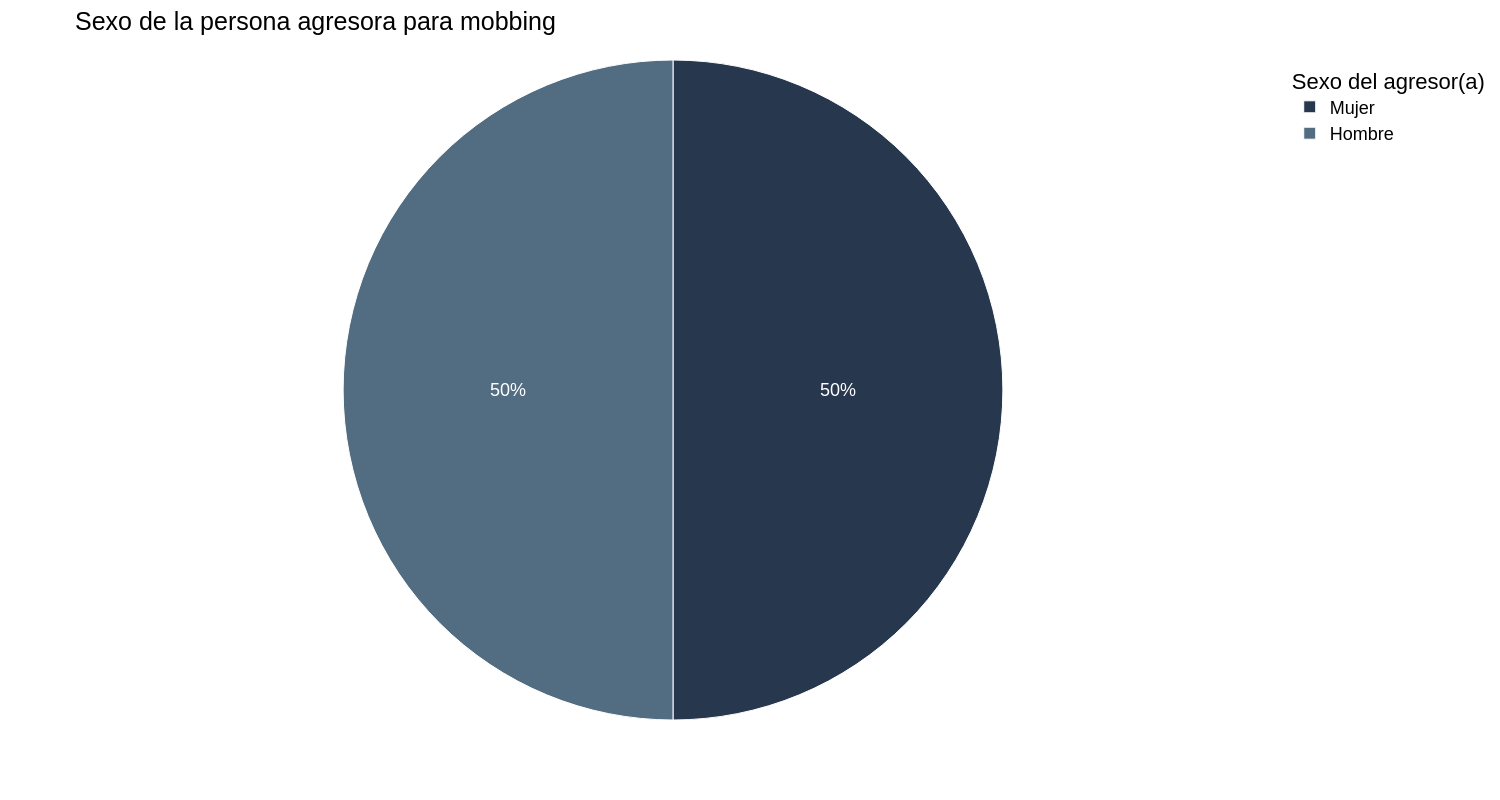 Sexo de la persona agresora para mobbing
Sexo del agresor(a)
Mujer
Hombre
50%
50%